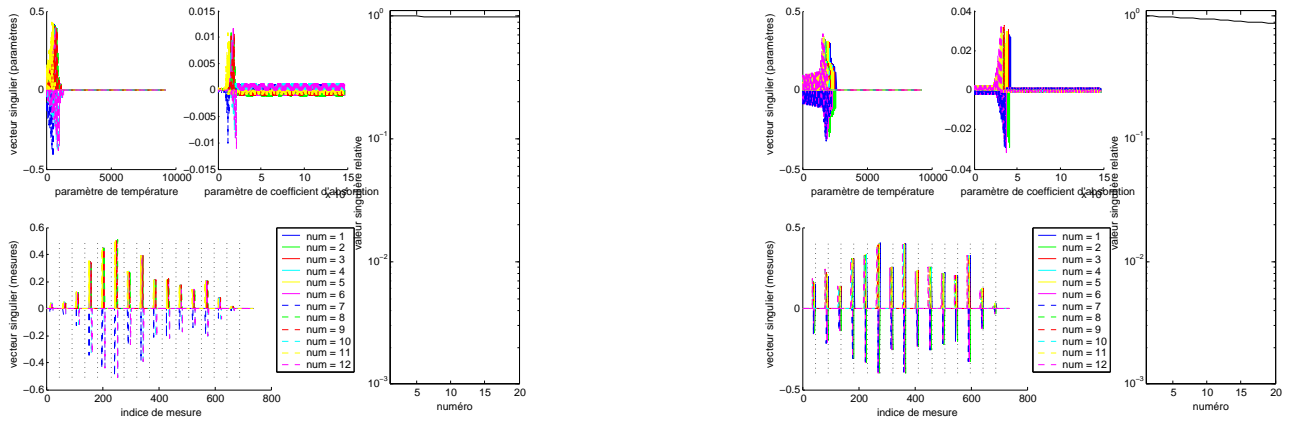 0.5
0
−0.5
vecteur singulier (paramètres)
0 5000 10000
paramètre de température
0.015
0.01
0.005
0
−0.005
−0.01
−0.015
0 5 10 15
paramètre de coefficient d'absorption
0.6
0.4
0.2
0
−0.2
−0.4
−0.6
vecteur singulier (mesures)
0 200 400 600 800
indice de mesure
num = 1
num = 2
num = 3
num = 4
num = 5
num = 6
num = 7
num = 8
num = 9
num = 10
num = 11
num = 12
10^0
10^−1
10^−2
10^−3
valeur singulière relative
5 10 15 20
numéro
0.5
0
−0.5
vecteur singulier (paramètres)
0 5000 10000
paramètre de température
0.04
0.02
0
−0.02
−0.04
0 5 10 15
paramètre de coefficient d'absorption
0.5
0
−0.5
vecteur singulier (mesures)
0 200 400 600 800
indice de mesure
num = 1
num = 2
num = 3
num = 4
num = 5
num = 6
num = 7
num = 8
num = 9
num = 10
num = 11
num = 12
10^0
10^−1
10^−2
10^−3
valeur singulière relative
5 10 15 20
numéro